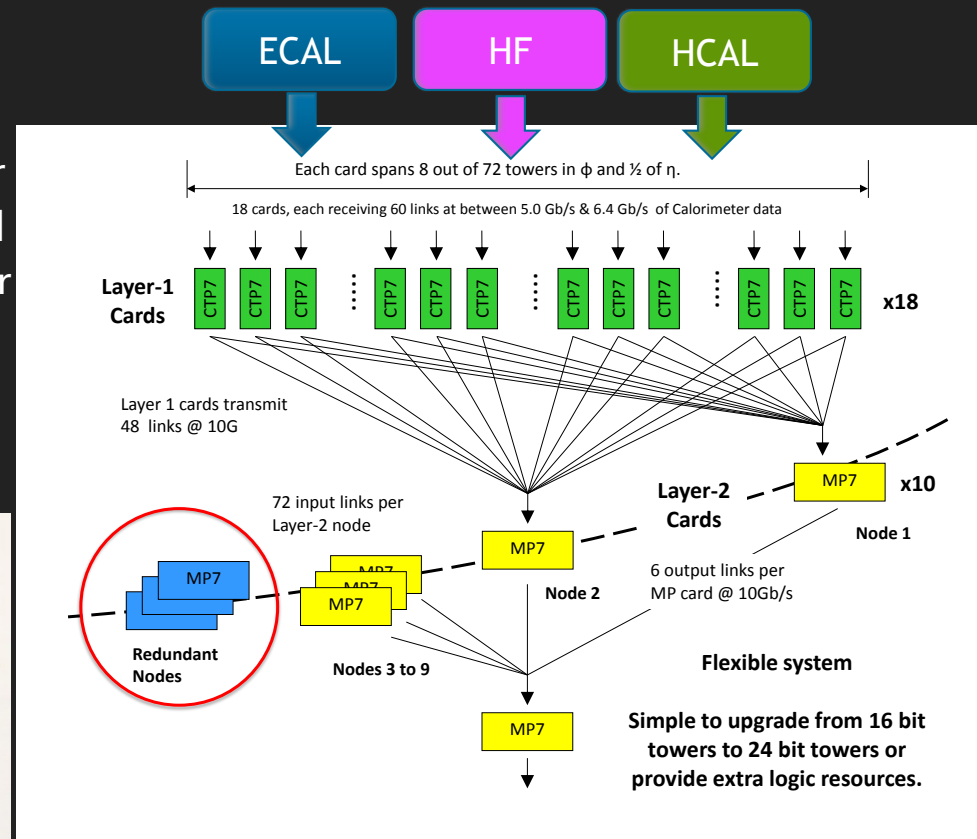 ECAL
HF
HCAL
Each card spans 8 out of 72 towers in ϕ and ½ of η.
18 cards, each receiving 60 links at between 5.0 Gb/s & 6.4 Gb/s of Calorimeter data
Layer-1
Cards
CTP7
CTP7
CTP7
CTP7
CTP7
CTP7
CTP7
CTP7
CTP7
CTP7
CTP7
CTP7
x18
Layer 1 cards transmit
48 links @ 10G
72 input links per
Layer-2 node
Layer-2
Cards
MP7
x10
Node 1
MP7
Node 2
6 output links per
MP card @ 10Gb/s
MP7
MP7
MP7
Nodes 3 to 9
MP7
Redundant
Nodes
MP7
Flexible system
Simple to upgrade from 16 bit
towers to 24 bit towers or
provide extra logic resources.